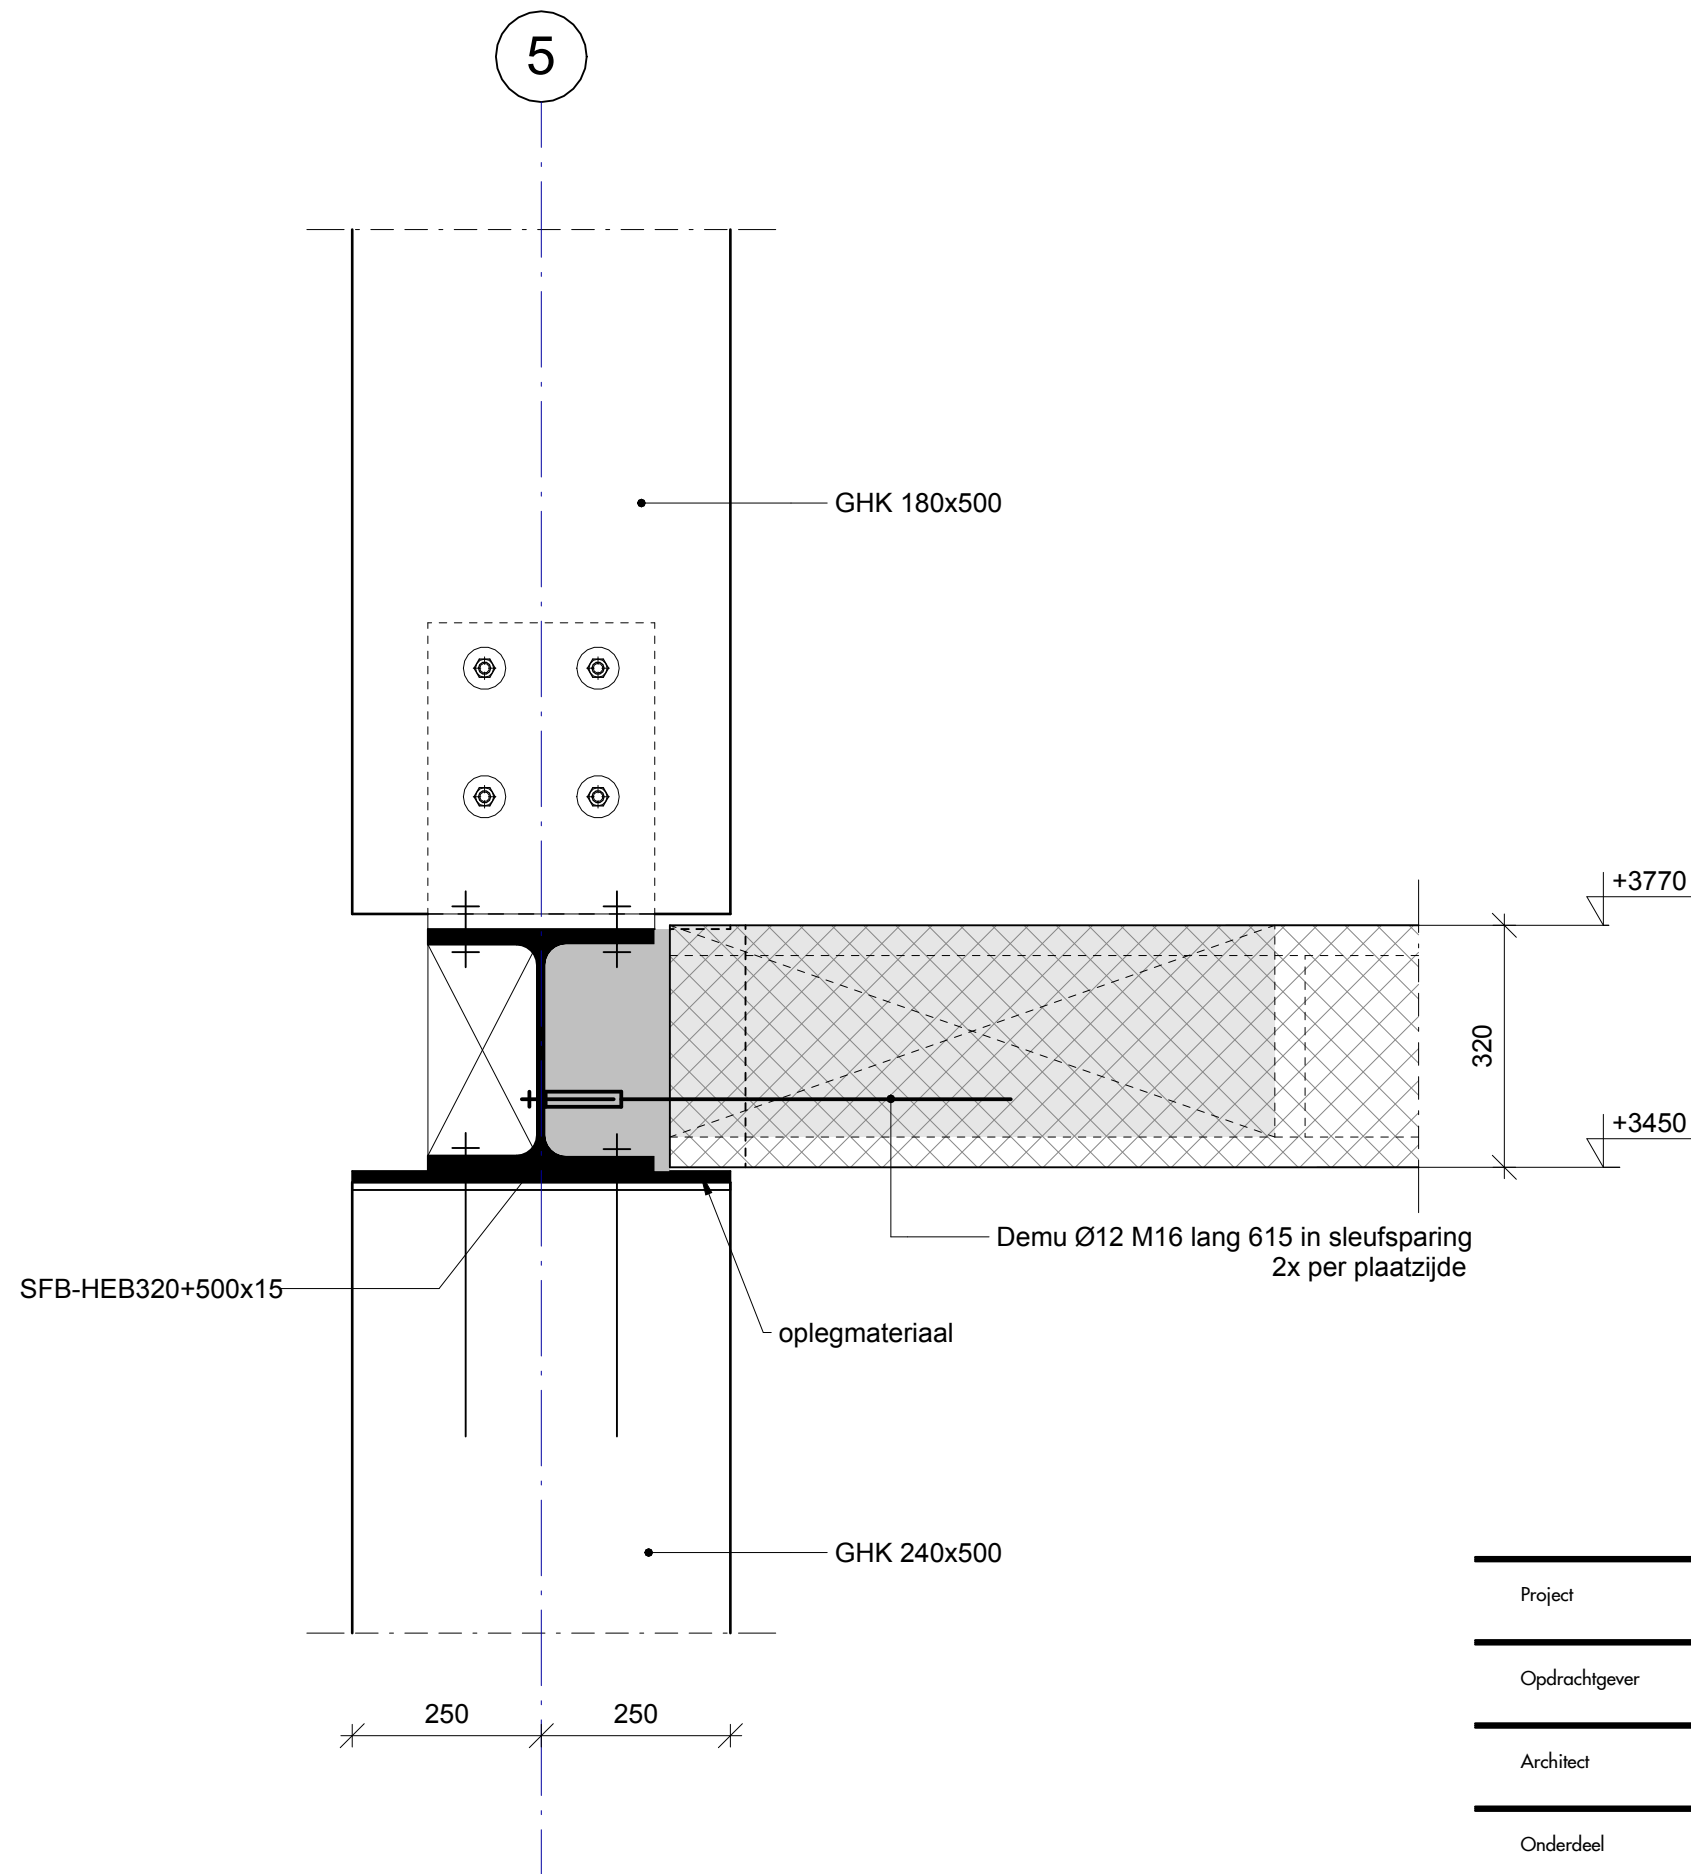 5
GHK 180x500
+3770
320
+3450
Demu Ø12 M16 lang 615 in sleufsparing
2x per plaatzijde
SFB-HEB320+500x15
oplegmateriaal
GHK 240x500
250
250
Project
Opdrachtgever
Architect
Onderdeel